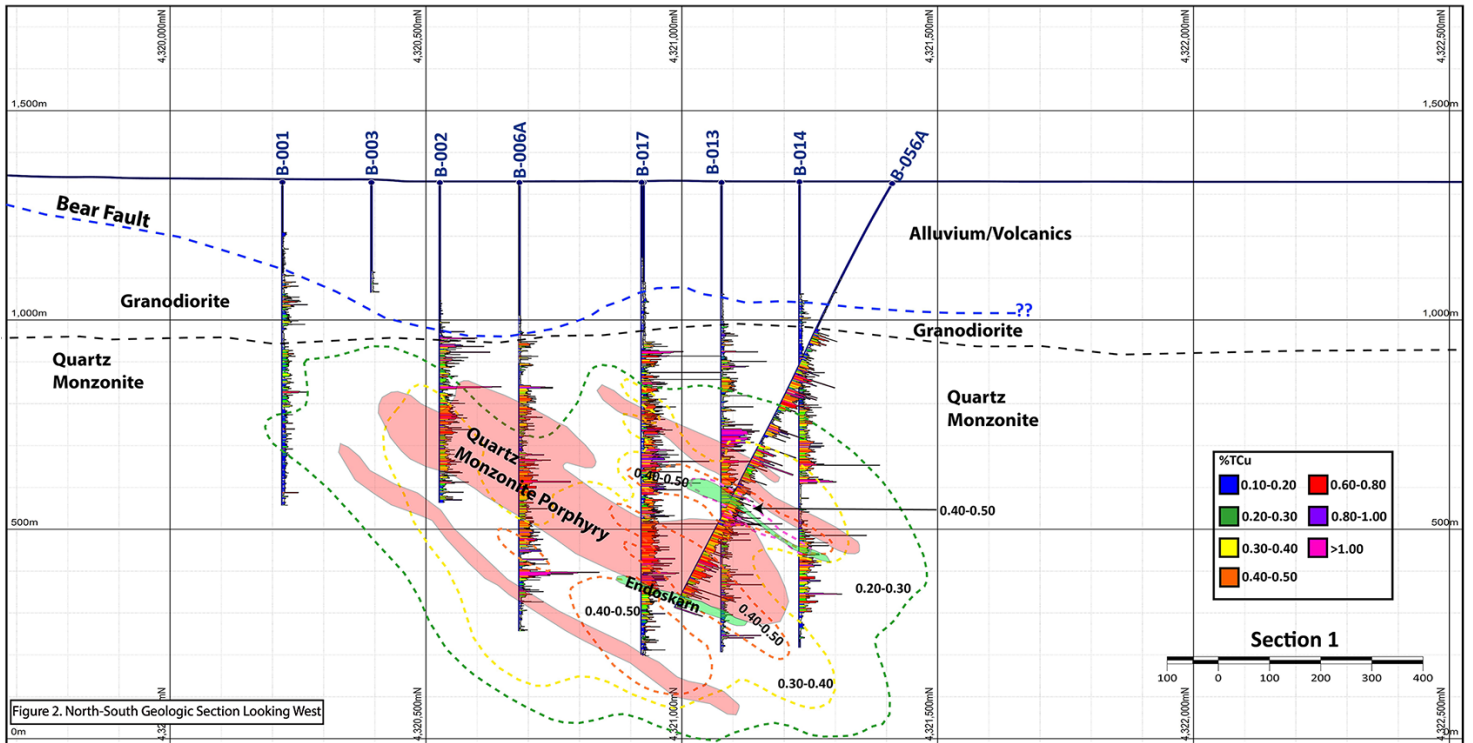 4,320,000mN
4,320,500mN
4,321,000mN
4,321,500mN
4,322,000mN
4,322,500mN
1,500m
1,500m
B-001
B-003
B-002
B-006A
B-017
B-013
B-014
B-056A
Bear Fault
Alluvium/Volcanics
Granodiorite
??
1,000m
1,000m
Granodiorite
Quartz
Monzonite
Quartz
Monzonite
Quartz
Monzonite Porphyry
0.40-0.50
0.40-0.50
500m
500m
Endoskarn
0.40-0.50
0.40-0.50
0.20-0.30
0.30-0.40
%TCu
0.10-0.20
0.60-0.80
0.20-0.30
0.80-1.00
0.30-0.40
>1.00
0.40-0.50
Section 1
100 0 100 200 300 400
Figure 2. North-South Geologic Section Looking West
4,320,500mN
4,321,000mN
4,321,500mN
4,322,000mN
4,322,500mN
0m
0m